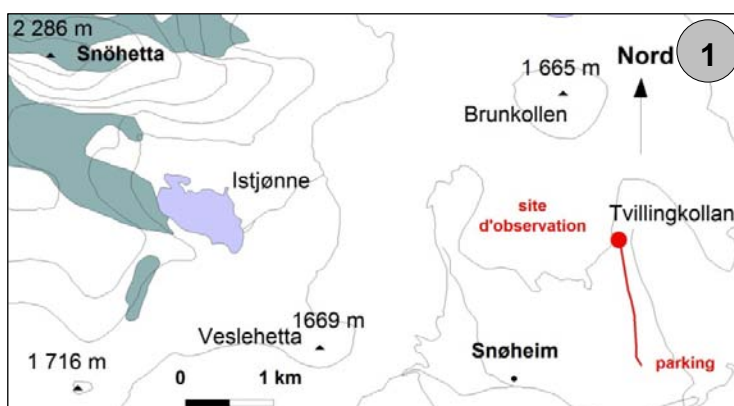 2 286 m
Snöhetta
1 665 m
Nord
1
Brunkollen
Istjønne
site
d'observation
Tvillingkollan
Veslehetta
1669 m
Snøheim
parking
1 716 m
0 1 km